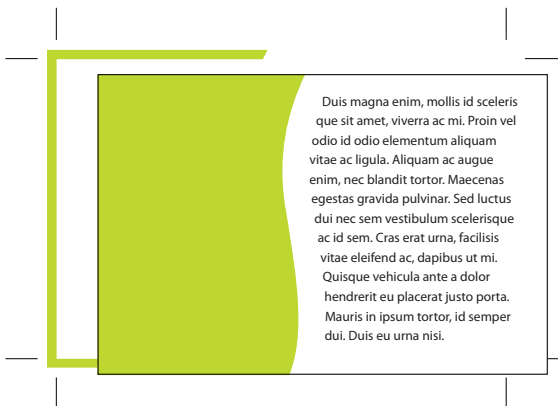 Duis magna enim, mollis id sceleris
que sit amet, viverra ac mi. Proin vel
odio id odio elementum aliquam
vitae ac ligula. Aliquam ac augue
enim, nec blandit tortor. Maecenas
egestas gravida pulvinar. Sed luctus
dui nec sem vestibulum scelerisque
ac id sem. Cras erat urna, facilisis
vitae eleifend ac, dapibus ut mi.
Quisque vehicula ante a dolor
hendrerit eu placerat justo porta.
Mauris in ipsum tortor, id semper
dui. Duis eu urna nisi.